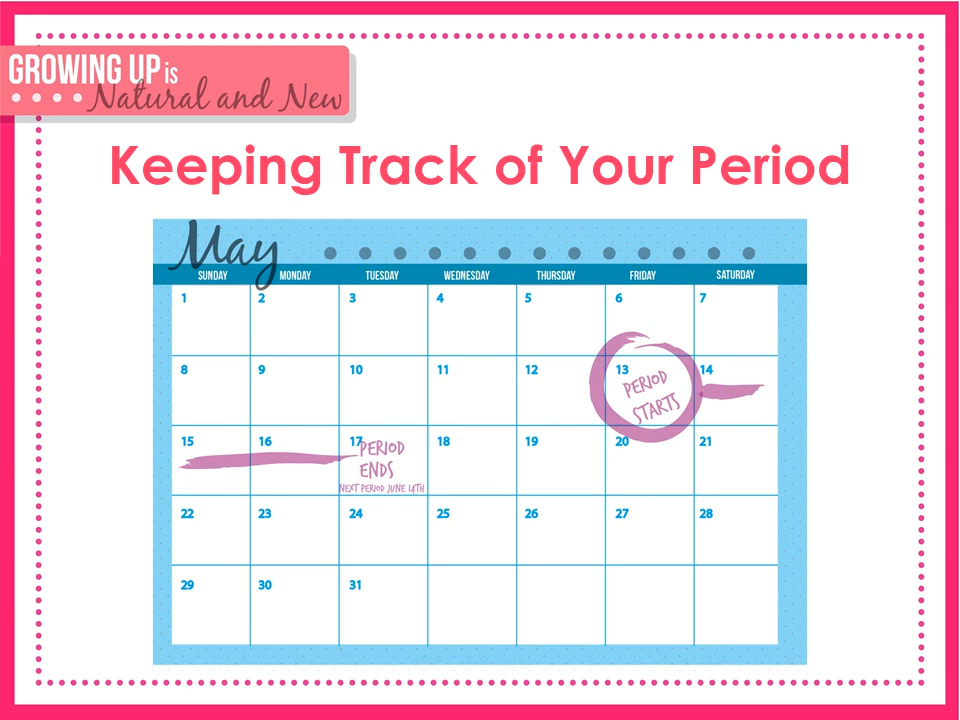 GROWING UP is
Natural and New
Keeping Track of Your Period
May
SUNDAY MONDAY TUESDAY WEDNESDAY THURSDAY FRIDAY SATURDAY
1 2 3 4 5 6 7
8 9 10 11 12 13 14
PERIOD
STARTS
15 16 17 18 19 20 21
PERIOD
ENDS
NEXT PERIOD JUNE 14TH
22 23 24 25 26 27 28
29 30 31